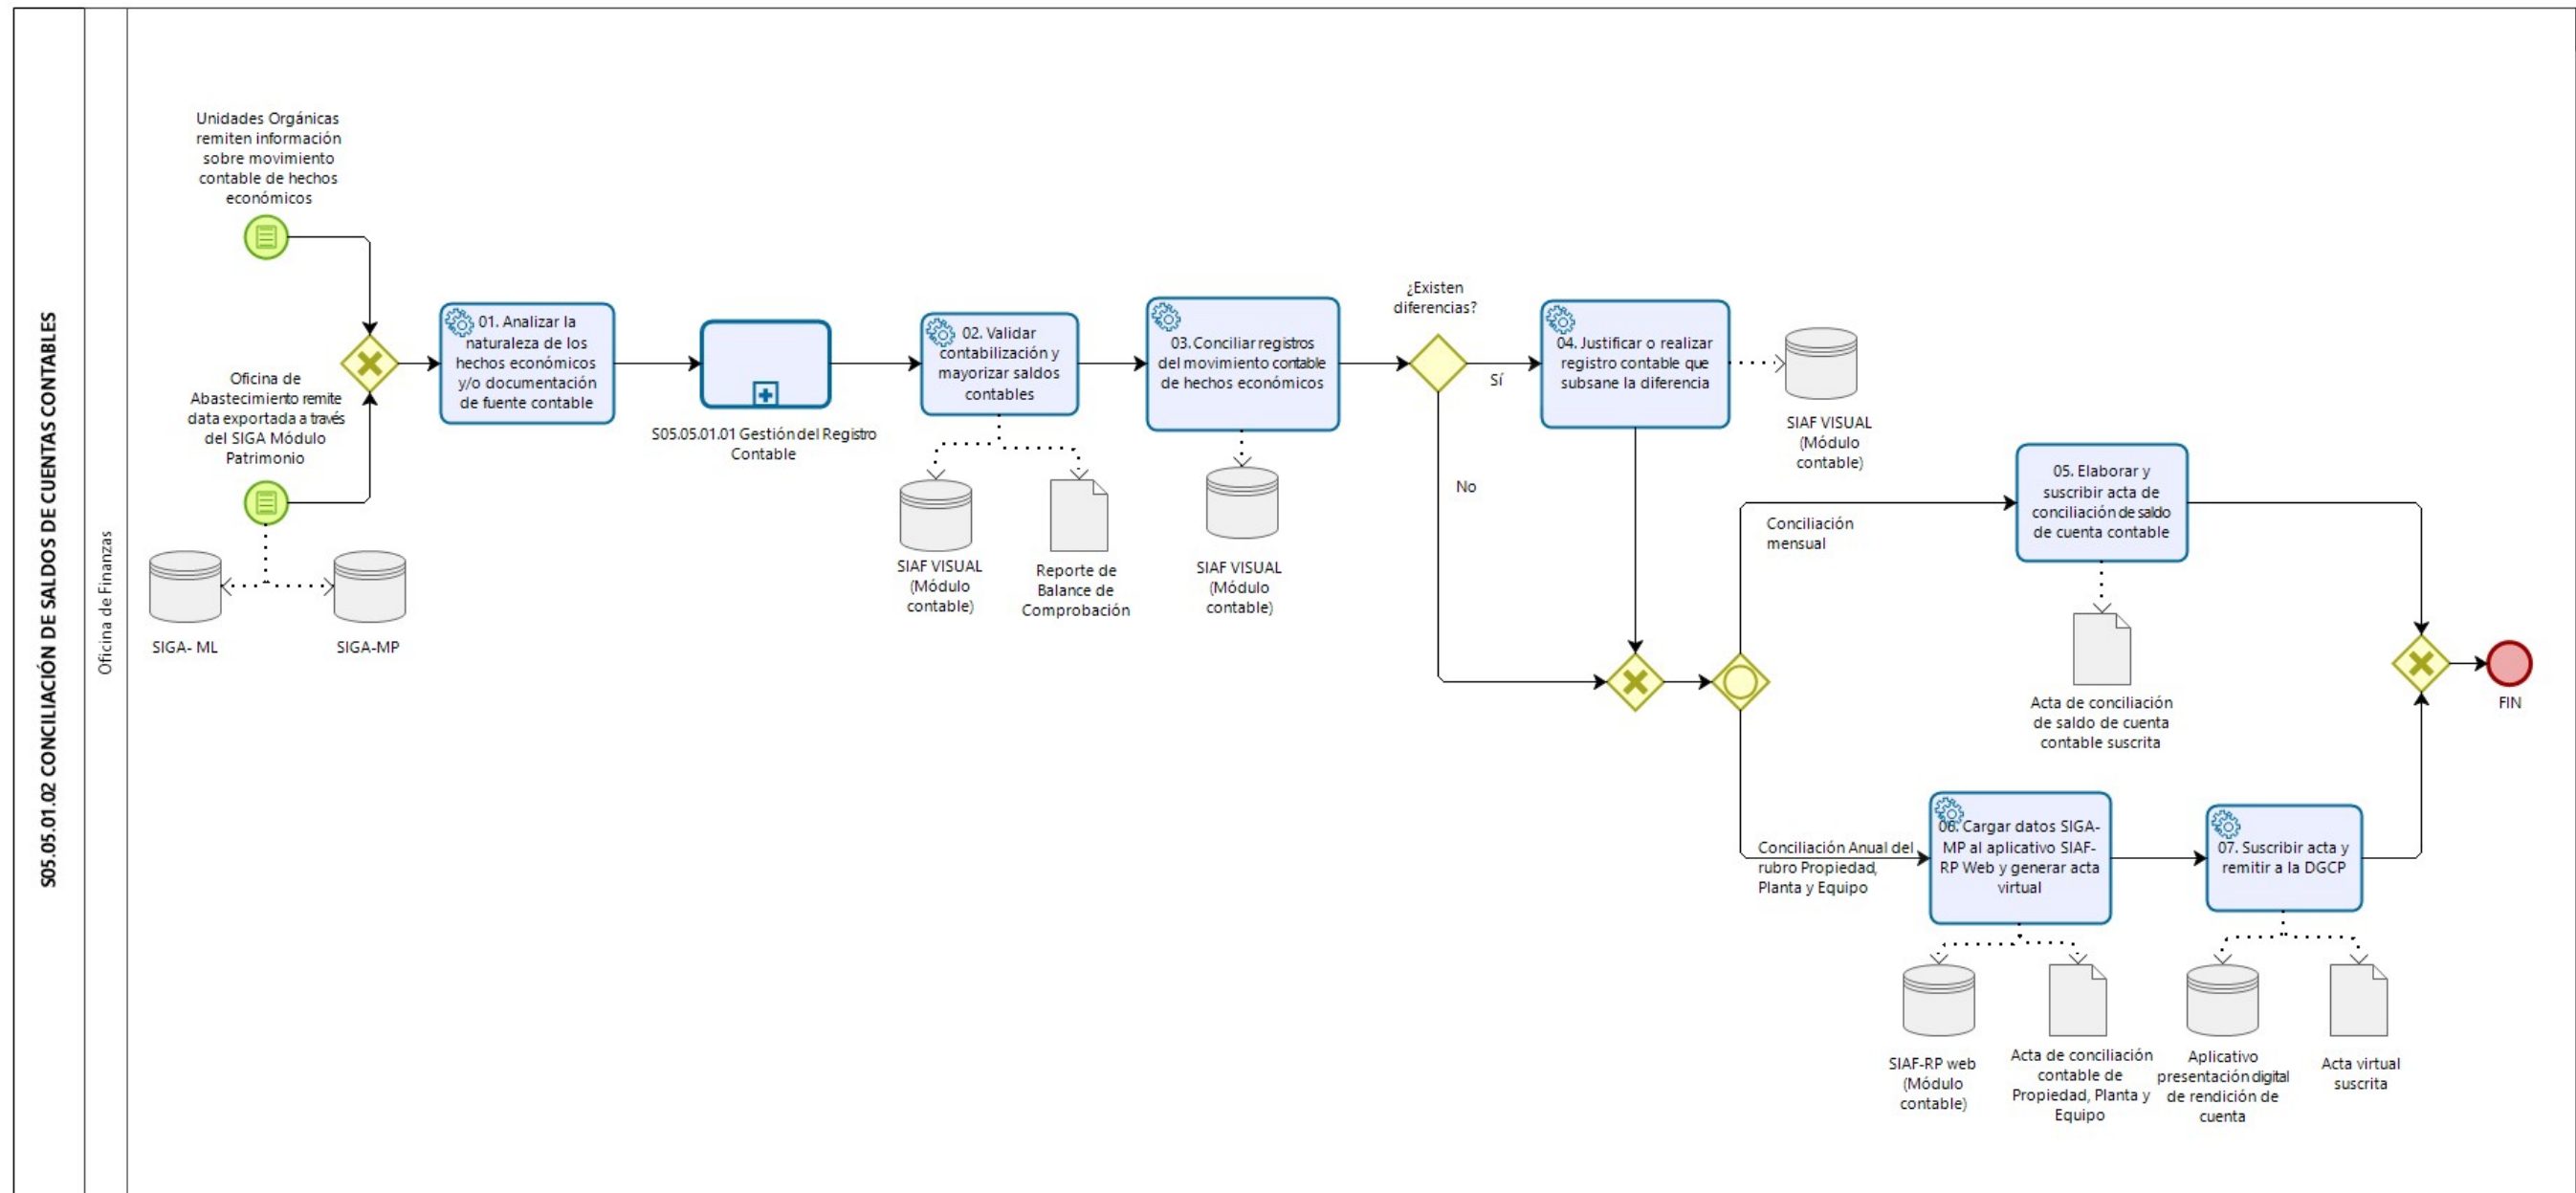 S05.05.01.02 CONCILIACIÓN DE SALDOS DE CUENTAS CONTABLES
Oficina de Finanzas
Unidades Orgánicas
remiten información
sobre movimiento
contable de hechos
económicos
Oficina de
Abastecimiento remite
data exportada a través
del SIGA Módulo
Patrimonio
SIGA- ML
SIGA-MP
01. Analizar la
naturaleza de los
hechos económicos
y/o documentación
de fuente contable
S05.05.01.01 Gestión del Registro
Contable
02. Validar
contabilización y
mayorizar saldos
contables
SIAF VISUAL
(Módulo
contable)
Reporte de
Balance de
Comprobación
03. Conciliar registros
del movimiento contable
de hechos económicos
SIAF VISUAL
(Módulo
contable)
¿Existen
diferencias?
Sí
No
04. Justificar o realizar
registro contable que
subsane la diferencia
SIAF VISUAL
(Módulo
contable)
Conciliación
mensual
05. Elaborar y
suscribir acta de
conciliación de saldo
de cuenta contable
Acta de conciliación
de saldo de cuenta
contable suscrita
Conciliación Anual del
rubro Propiedad,
Planta y Equipo
06. Cargar datos SIGA-
MP al aplicativo SIAF-
RP Web y generar acta
virtual
SIAF-RP web
(Módulo
contable)
Acta de conciliación
contable de
Propiedad, Planta y
Equipo
07. Suscribir acta y
remitir a la DGCP
Aplicativo
presentación digital
de rendición de
cuenta
Acta virtual
suscrita
FIN